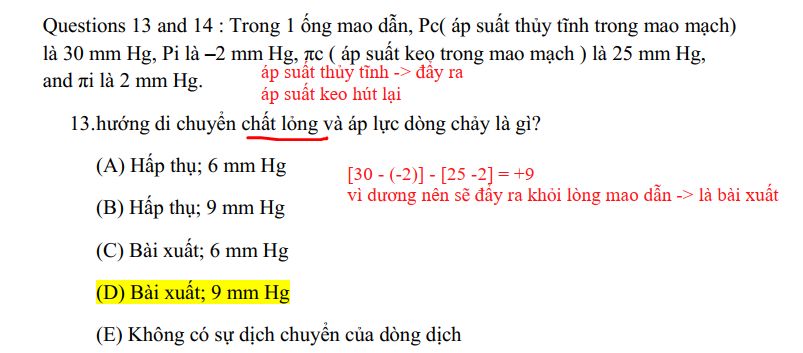 Questions 13 and 14 : Trong 1 ống mao dẫn, Pc( áp suất thủy tĩnh trong mao mạch)
là 30 mm Hg, Pi là –2 mm Hg, πc ( áp suất keo trong mao mạch ) là 25 mm Hg,
and πi là 2 mm Hg.
áp suất thủy tĩnh -> đẩy ra
áp suất keo hút lại
13.hướng di chuyển chất lỏng và áp lực dòng chảy là gì?
(A) Hấp thụ; 6 mm Hg
[30 - (-2)] - [25 -2] = +9
vì dương nên sẽ đẩy ra khỏi lòng mao dẫn -> là bài xuất
(B) Hấp thụ; 9 mm Hg
(C) Bài xuất; 6 mm Hg
(D) Bài xuất; 9 mm Hg
(E) Không có sự dịch chuyển của dòng dịch